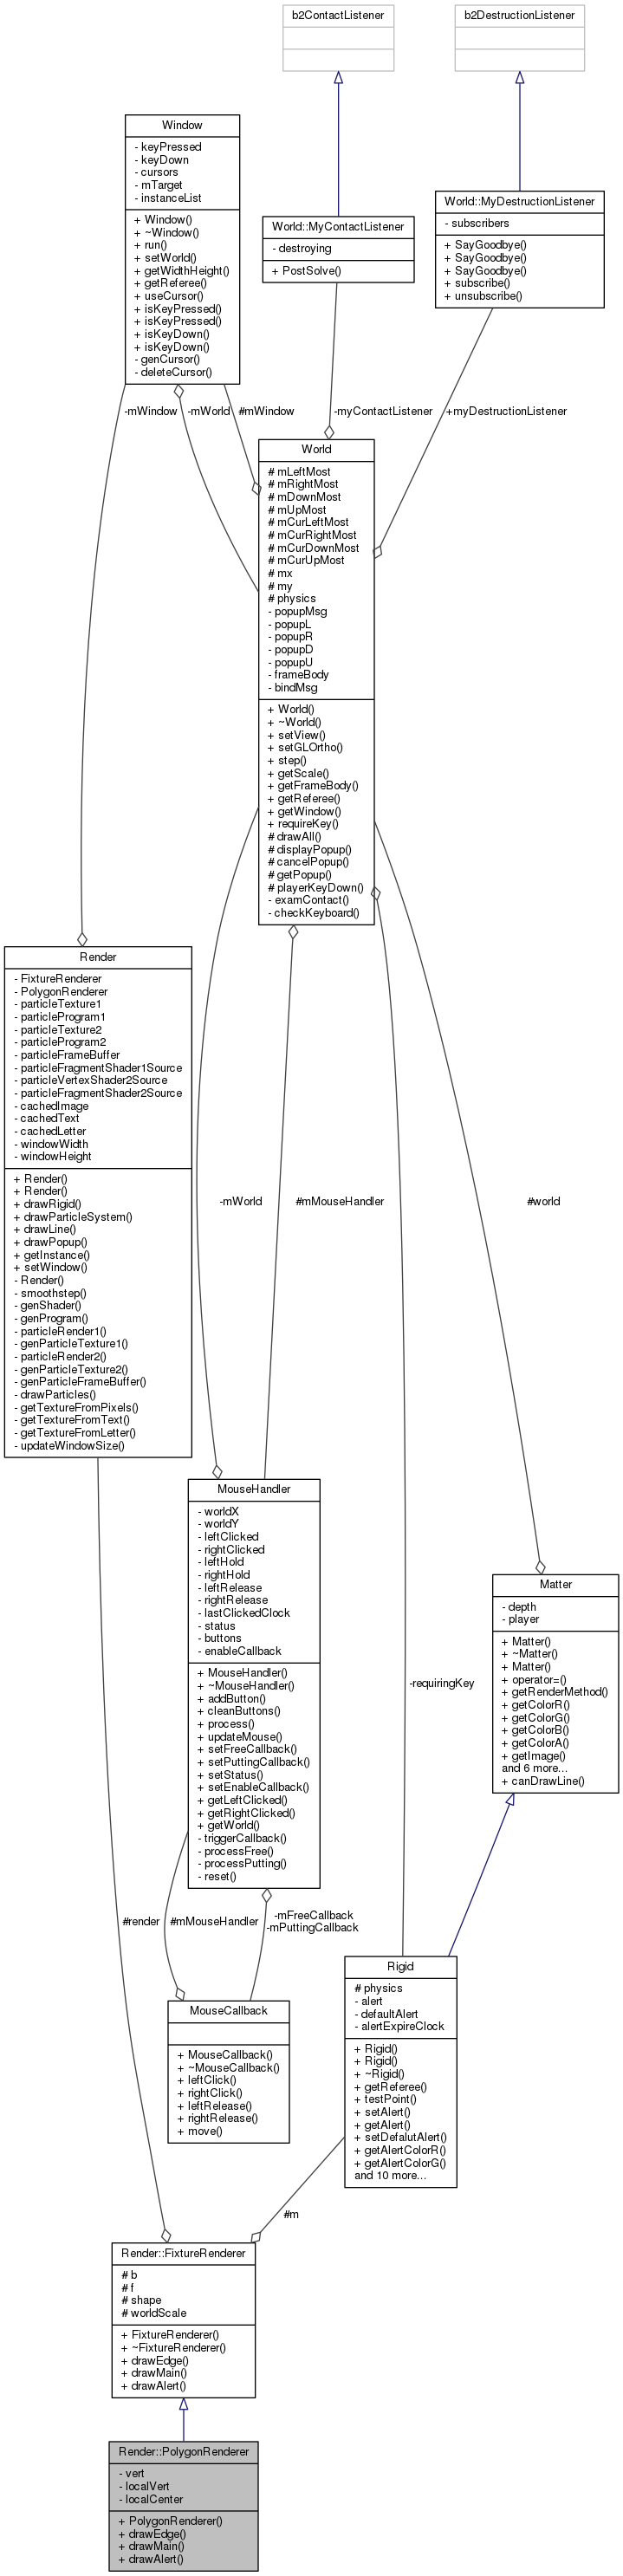 b2ContactListener
b2DestructionListener
Window
- keyPressed
- keyDown
- cursors
- mTarget
- instanceList
+ Window()
+ ~Window()
+ run()
+ setWorld()
+ getWidthHeight()
+ getReferee()
+ useCursor()
+ isKeyPressed()
+ isKeyPressed()
+ isKeyDown()
+ isKeyDown()
- genCursor()
- deleteCursor()
World::MyContactListener
- destroying
+ PostSolve()
World::MyDestructionListener
- subscribers
+ SayGoodbye()
+ SayGoodbye()
+ SayGoodbye()
+ subscribe()
+ unsubscribe()
-mWindow
-mWorld
#mWindow
-myContactListener
+myDestructionListener
World
# mLeftMost
# mRightMost
# mDownMost
# mUpMost
# mCurLeftMost
# mCurRightMost
# mCurDownMost
# mCurUpMost
# mx
# my
# physics
- popupMsg
- popupL
- popupR
- popupD
- popupU
- frameBody
- bindMsg
+ World()
+ ~World()
+ setView()
+ setGLOrtho()
+ step()
+ getScale()
+ getFrameBody()
+ getReferee()
+ getWindow()
+ requireKey()
# drawAll()
# displayPopup()
# cancelPopup()
# getPopup()
# playerKeyDown()
- examContact()
- checkKeyboard()
Render
- FixtureRenderer
- PolygonRenderer
- particleTexture1
- particleProgram1
- particleTexture2
- particleProgram2
- particleFrameBuffer
- particleFragmentShader1Source
- particleVertexShader2Source
- particleFragmentShader2Source
- cachedImage
- cachedText
- cachedLetter
- windowWidth
- windowHeight
+ Render()
+ Render()
+ drawRigid()
+ drawParticleSystem()
+ drawLine()
+ drawPopup()
+ getInstance()
+ setWindow()
- Render()
- smoothstep()
- genShader()
- genProgram()
- particleRender1()
- genParticleTexture1()
- particleRender2()
- genParticleTexture2()
- genParticleFrameBuffer()
- drawParticles()
- getTextureFromPixels()
- getTextureFromText()
- getTextureFromLetter()
- updateWindowSize()
-mWorld
#mMouseHandler
#world
MouseHandler
- worldX
- worldY
- leftClicked
- rightClicked
- leftHold
- rightHold
- leftRelease
- rightRelease
- lastClickedClock
- status
- buttons
- enableCallback
+ MouseHandler()
+ ~MouseHandler()
+ addButton()
+ cleanButtons()
+ process()
+ updateMouse()
+ setFreeCallback()
+ setPuttingCallback()
+ setStatus()
+ setEnableCallback()
+ getLeftClicked()
+ getRightClicked()
+ getWorld()
- triggerCallback()
- processFree()
- processPutting()
- reset()
-requiringKey
Matter
- depth
- player
+ Matter()
+ ~Matter()
+ Matter()
+ operator=()
+ getRenderMethod()
+ getColorR()
+ getColorG()
+ getColorB()
+ getColorA()
+ getImage()
and 6 more...
+ canDrawLine()
#render
#mMouseHandler
-mFreeCallback
-mPuttingCallback
MouseCallback
+ MouseCallback()
+ ~MouseCallback()
+ leftClick()
+ rightClick()
+ leftRelease()
+ rightRelease()
+ move()
Rigid
# physics
- alert
- defaultAlert
- alertExpireClock
+ Rigid()
+ Rigid()
+ ~Rigid()
+ getReferee()
+ testPoint()
+ setAlert()
+ getAlert()
+ setDefalutAlert()
+ getAlertColorR()
+ getAlertColorG()
and 10 more...
#m
Render::FixtureRenderer
# b
# f
# shape
# worldScale
+ FixtureRenderer()
+ ~FixtureRenderer()
+ drawEdge()
+ drawMain()
+ drawAlert()
Render::PolygonRenderer
- vert
- localVert
- localCenter
+ PolygonRenderer()
+ drawEdge()
+ drawMain()
+ drawAlert()